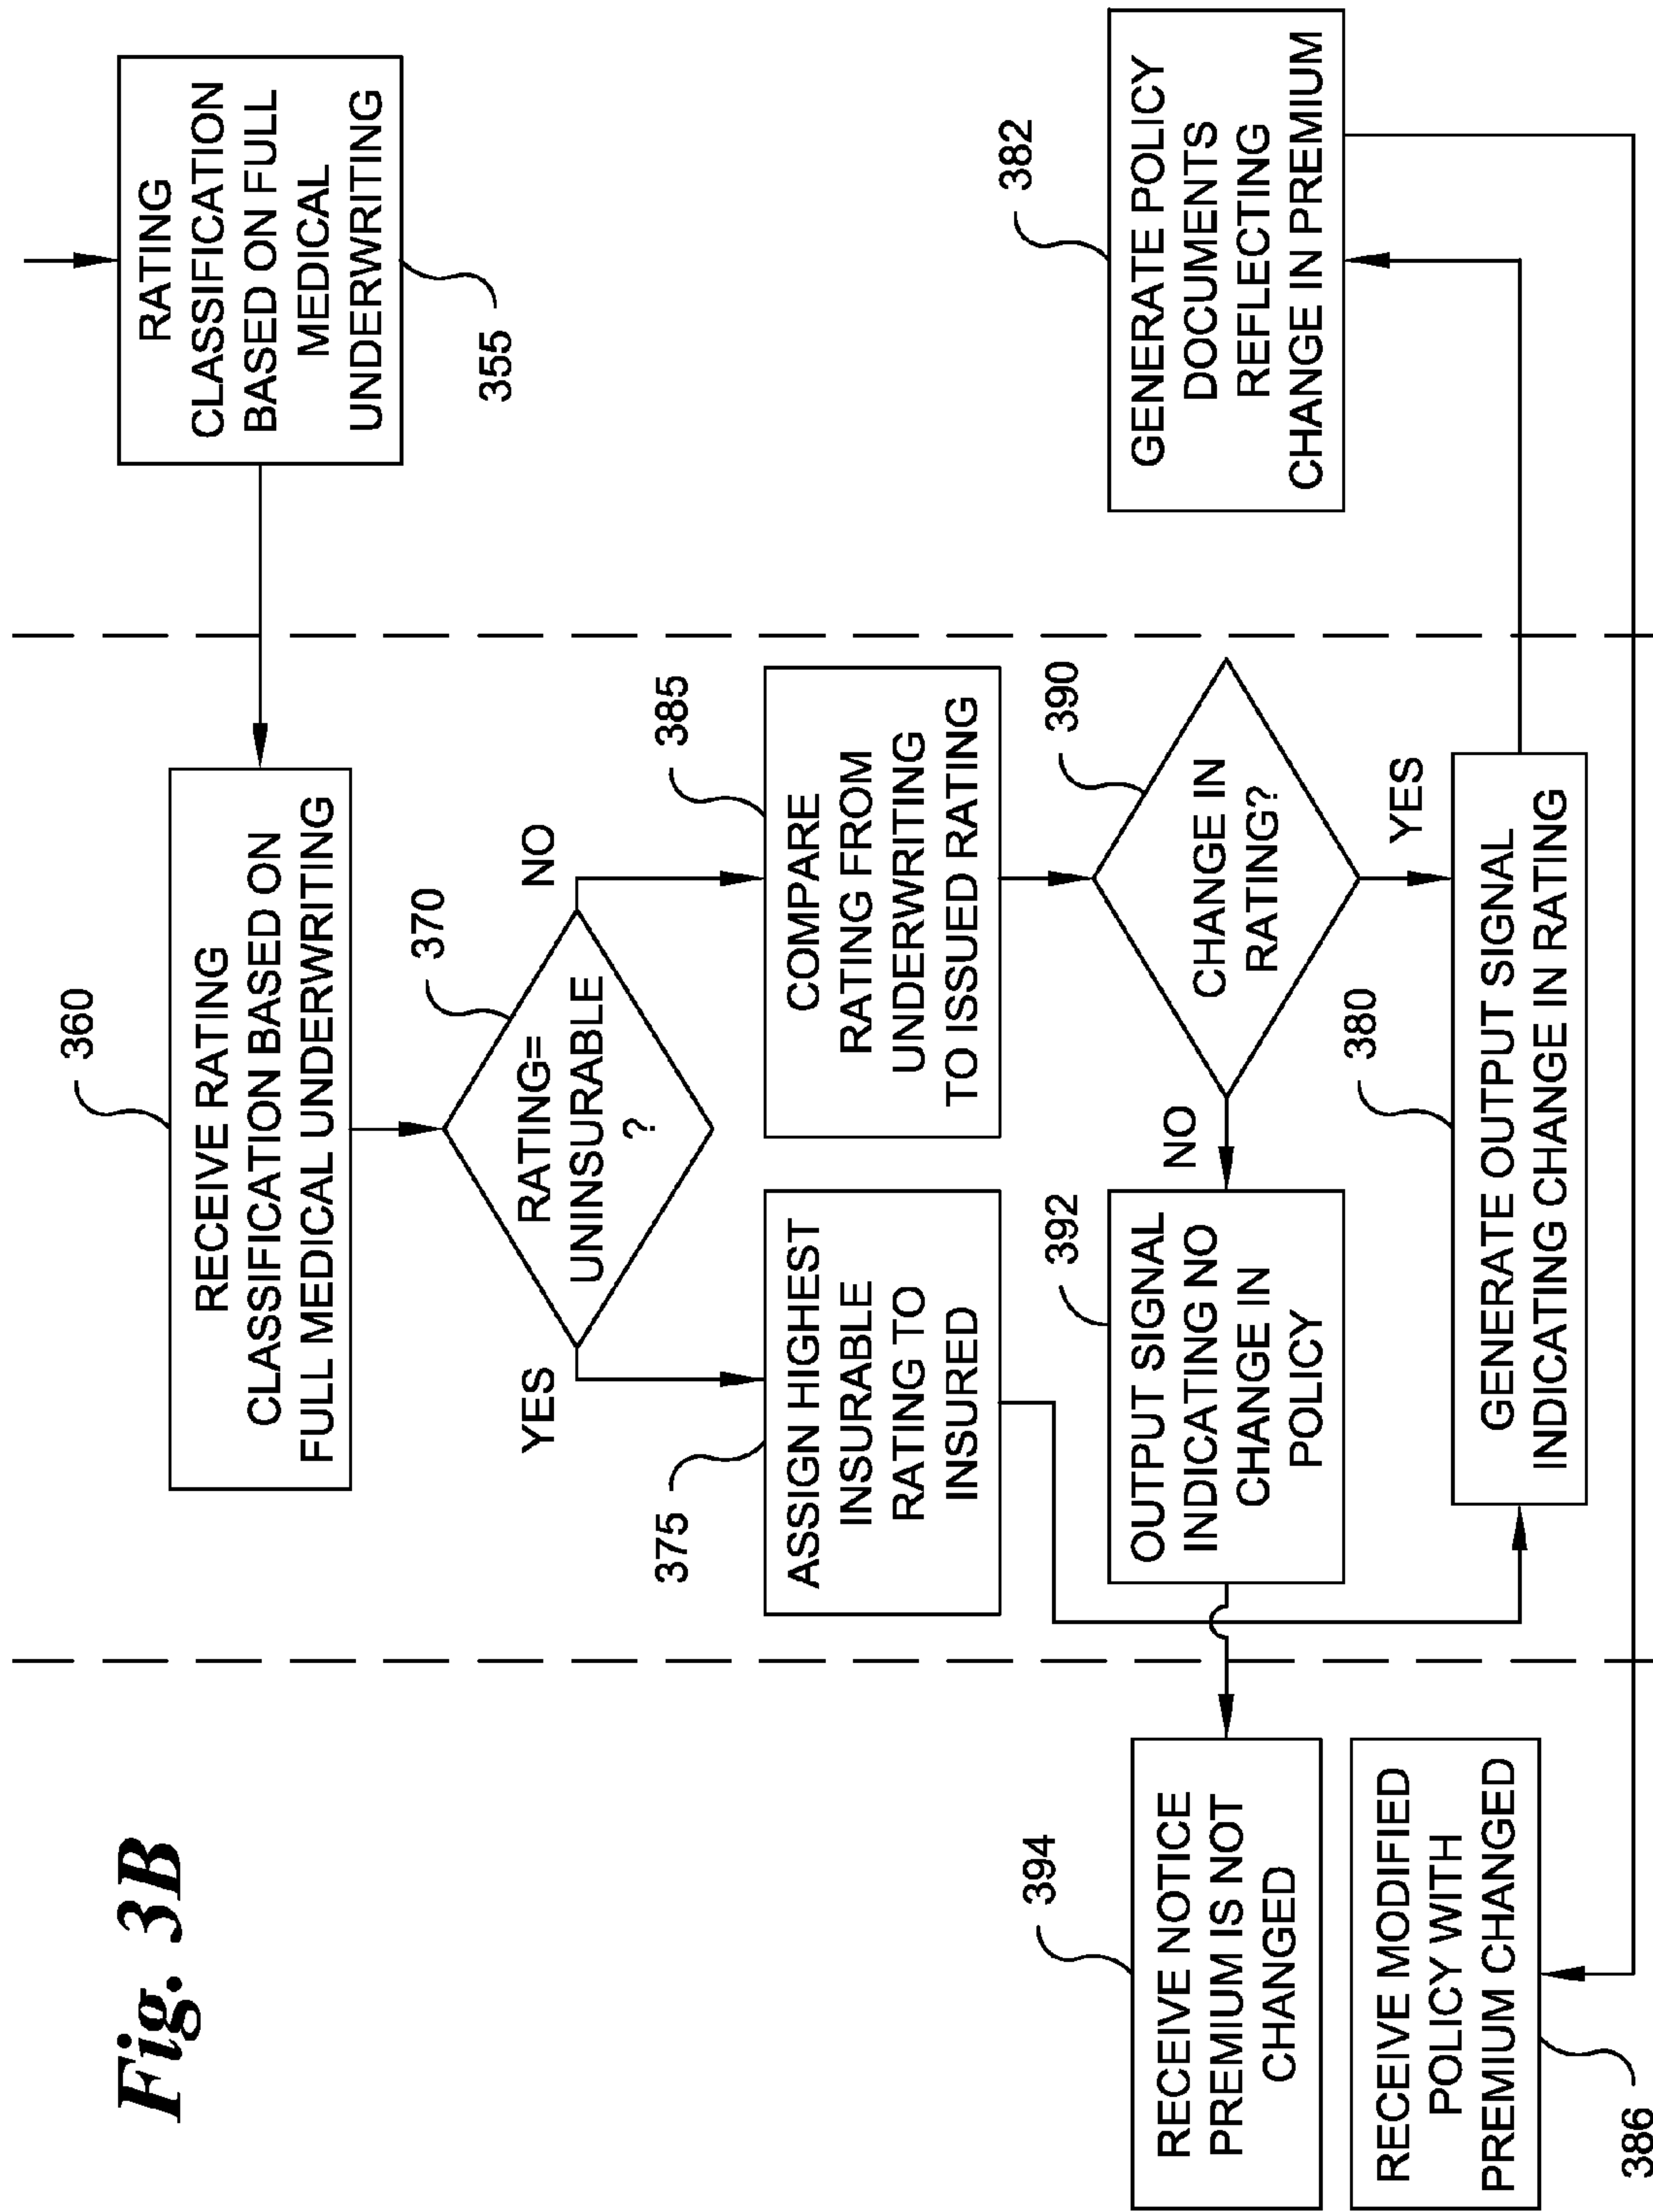 Fig. 3B
RATING
CLASSIFICATION
BASED ON FULL
MEDICAL
UNDERWRITING
355
360
RECEIVE RATING
CLASSIFICATION BASED ON
FULL MEDICAL UNDERWRITING
370
RATING=
UNINSURABLE
?
YES
NO
375
ASSIGN HIGHEST
INSURABLE
RATING TO
INSURED
385
COMPARE
RATING FROM
UNDERWRITING
TO ISSUED RATING
390
CHANGE IN
RATING?
NO
YES
392
OUTPUT SIGNAL
INDICATING NO
CHANGE IN
POLICY
394
RECEIVE NOTICE
PREMIUM IS NOT
CHANGED
380
GENERATE OUTPUT SIGNAL
INDICATING CHANGE IN RATING
382
GENERATE POLICY
DOCUMENTS
REFLECTING
CHANGE IN PREMIUM
RECEIVE MODIFIED
POLICY WITH
PREMIUM CHANGED
386